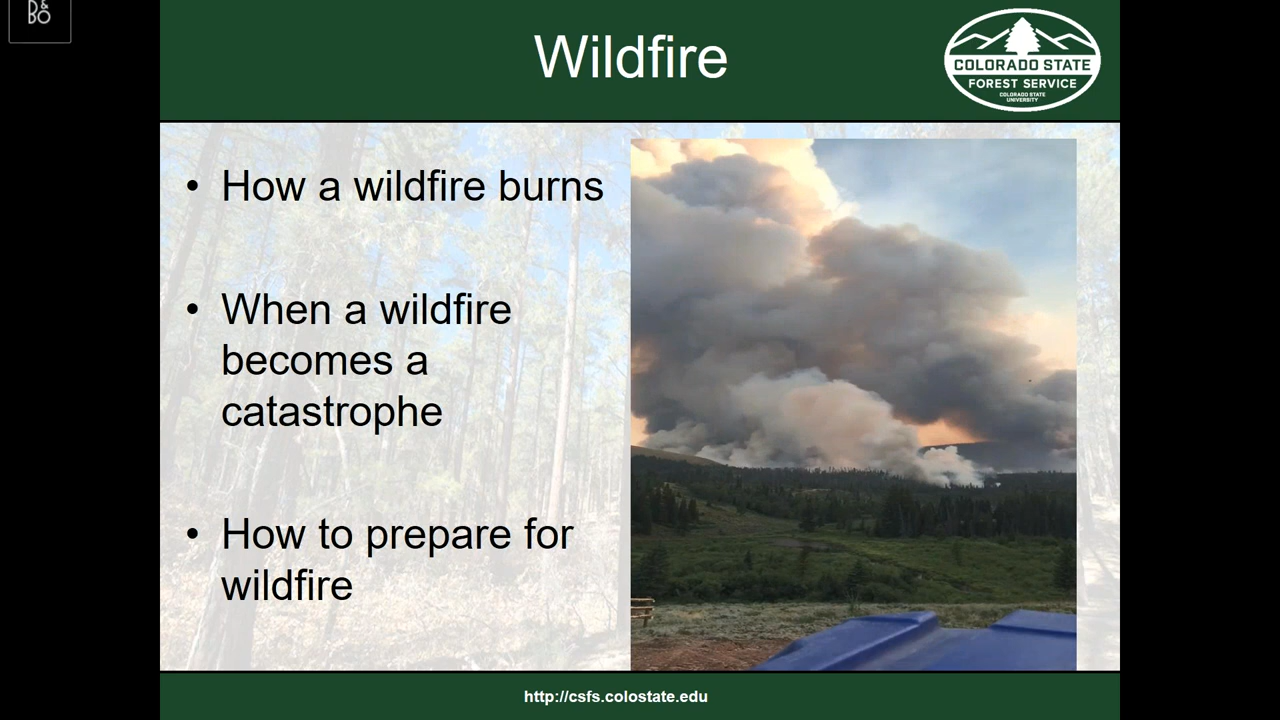 D&
BO
Wildfire
COLORADO STATE
FOREST SERVICE
COLORADO STATE
UNIVERSITY
• How a wildfire burns
• When a wildfire
becomes a
catastrophe
• How to prepare for
wildfire
http://csfs.colostate.edu